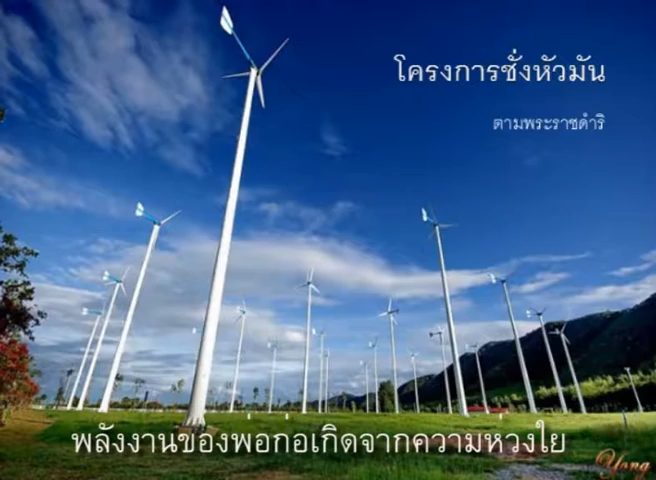 โครงการชั่งหัวมัน
ตามพระราชดำริ
พลังงานของพอกอเกิดจากความหวงใย
Yong